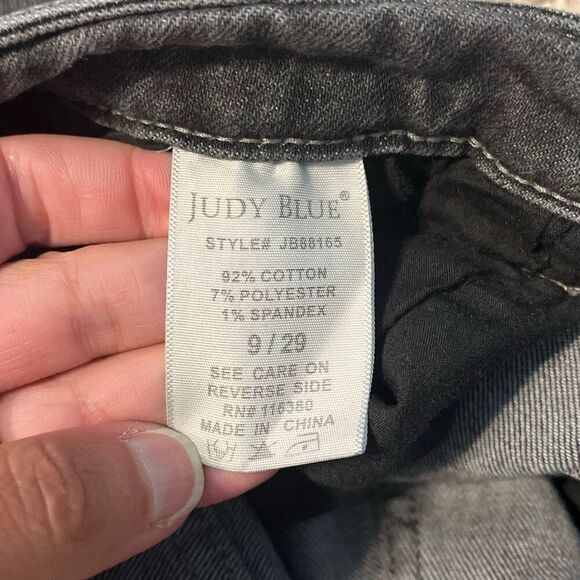 JUDY BLUE®
STYLE# JB88165
92% COTTON
7% POLYESTER
1% SPANDEX
9 / 29
SEE CARE ON
REVERSE SIDE
RN# 116380
MADE IN CHINA